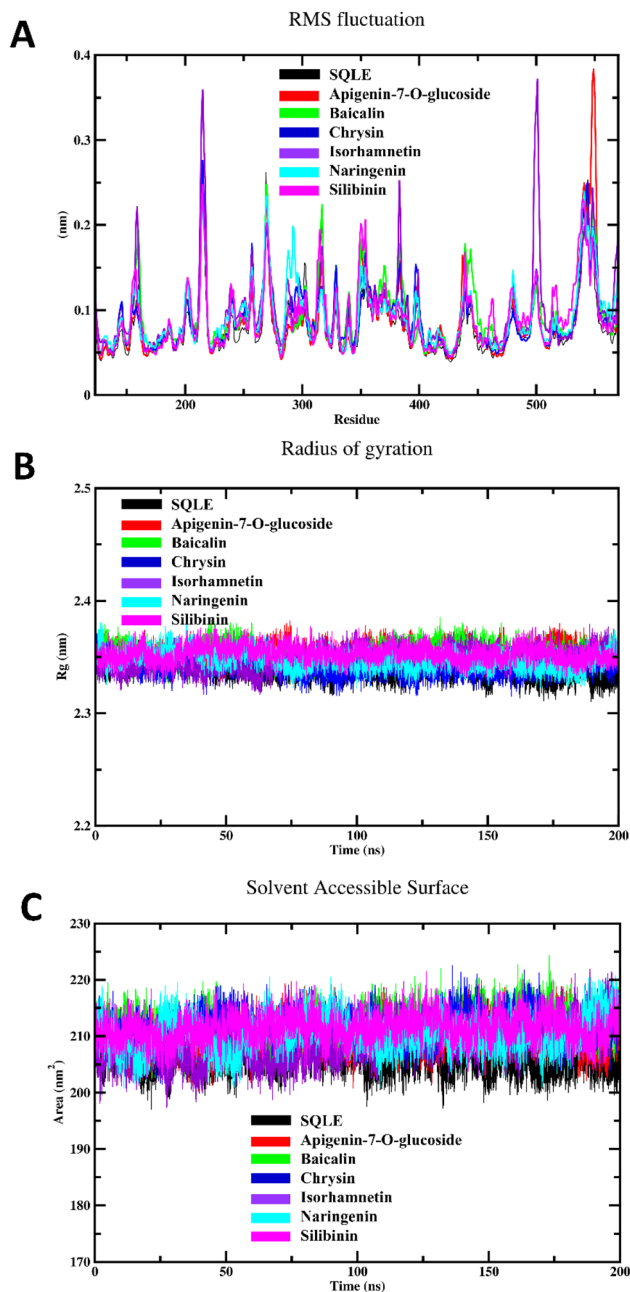 A
RMS fluctuation
0.4
SQLE
Apigenin-7-O-glucoside
Baicalin
Chrysin
Isorhamnetin
Naringenin
Silibinin
0.3
(nm)
0.2
0.1
0
200
300
400
500
Residue
B
Radius of gyration
2.5
SQLE
Apigenin-7-O-glucoside
Baicalin
Chrysin
Isorhamnetin
Naringenin
Silibinin
2.4
Rg (nm)
2.3
2.2
0
50
100
150
200
Time (ns)
C
Solvent Accessible Surface
230
220
210
Area (nm²)
200
190
SQLE
Apigenin-7-O-glucoside
Baicalin
Chrysin
Isorhamnetin
Naringenin
Silibinin
180
170
0
50
100
150
200
Time (ns)